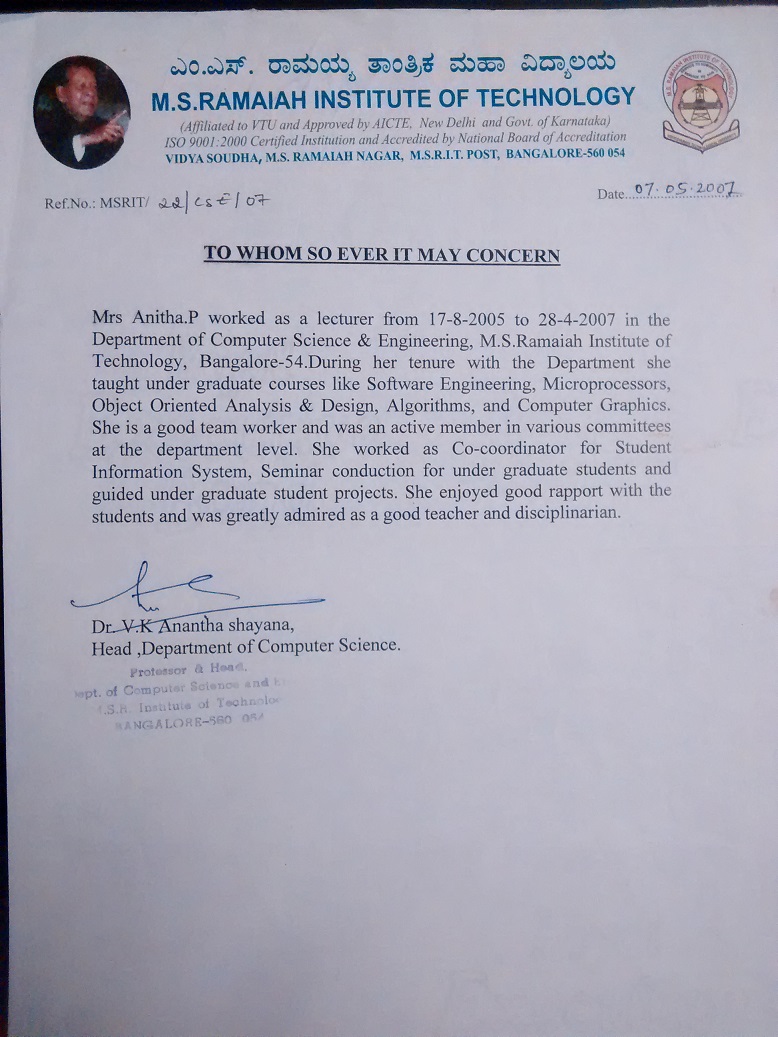 ಎಂ.ಎಸ್. ರಾಮಯ್ಯ ತಾಂತ್ರಿಕ ಮಹಾ ವಿದ್ಯಾಲಯ
M.S.RAMAIAH INSTITUTE OF TECHNOLOGY
(Affiliated to VTU and Approved by AICTE, New Delhi and Govt. of Karnataka)
ISO 9001:2000 Certified Institution and Accredited by National Board of Accreditation
VIDYA SOUDHA, M.S. RAMAIAH NAGAR, M.S.R.I.T. POST, BANGALORE-560 054
Ref.No.: MSRIT/ 22/CSE/07
Date. 07.05.2007
TO WHOM SO EVER IT MAY CONCERN
Mrs Anitha.P worked as a lecturer from 17-8-2005 to 28-4-2007 in the
Department of Computer Science & Engineering, M.S.Ramaiah Institute of
Technology, Bangalore-54.During her tenure with the Department she
taught under graduate courses like Software Engineering, Microprocessors,
Object Oriented Analysis & Design, Algorithms, and Computer Graphics.
She is a good team worker and was an active member in various committees
at the department level. She worked as Co-coordinator for Student
Information System, Seminar conduction for under graduate students and
guided under graduate student projects. She enjoyed good rapport with the
students and was greatly admired as a good teacher and disciplinarian.
Dr. V.K Anantha shayana,
Head ,Department of Computer Science.
Professor & Head.
ept. of Computer Science and
.S.R. Institute of Technolo
BANGALORE-560 054